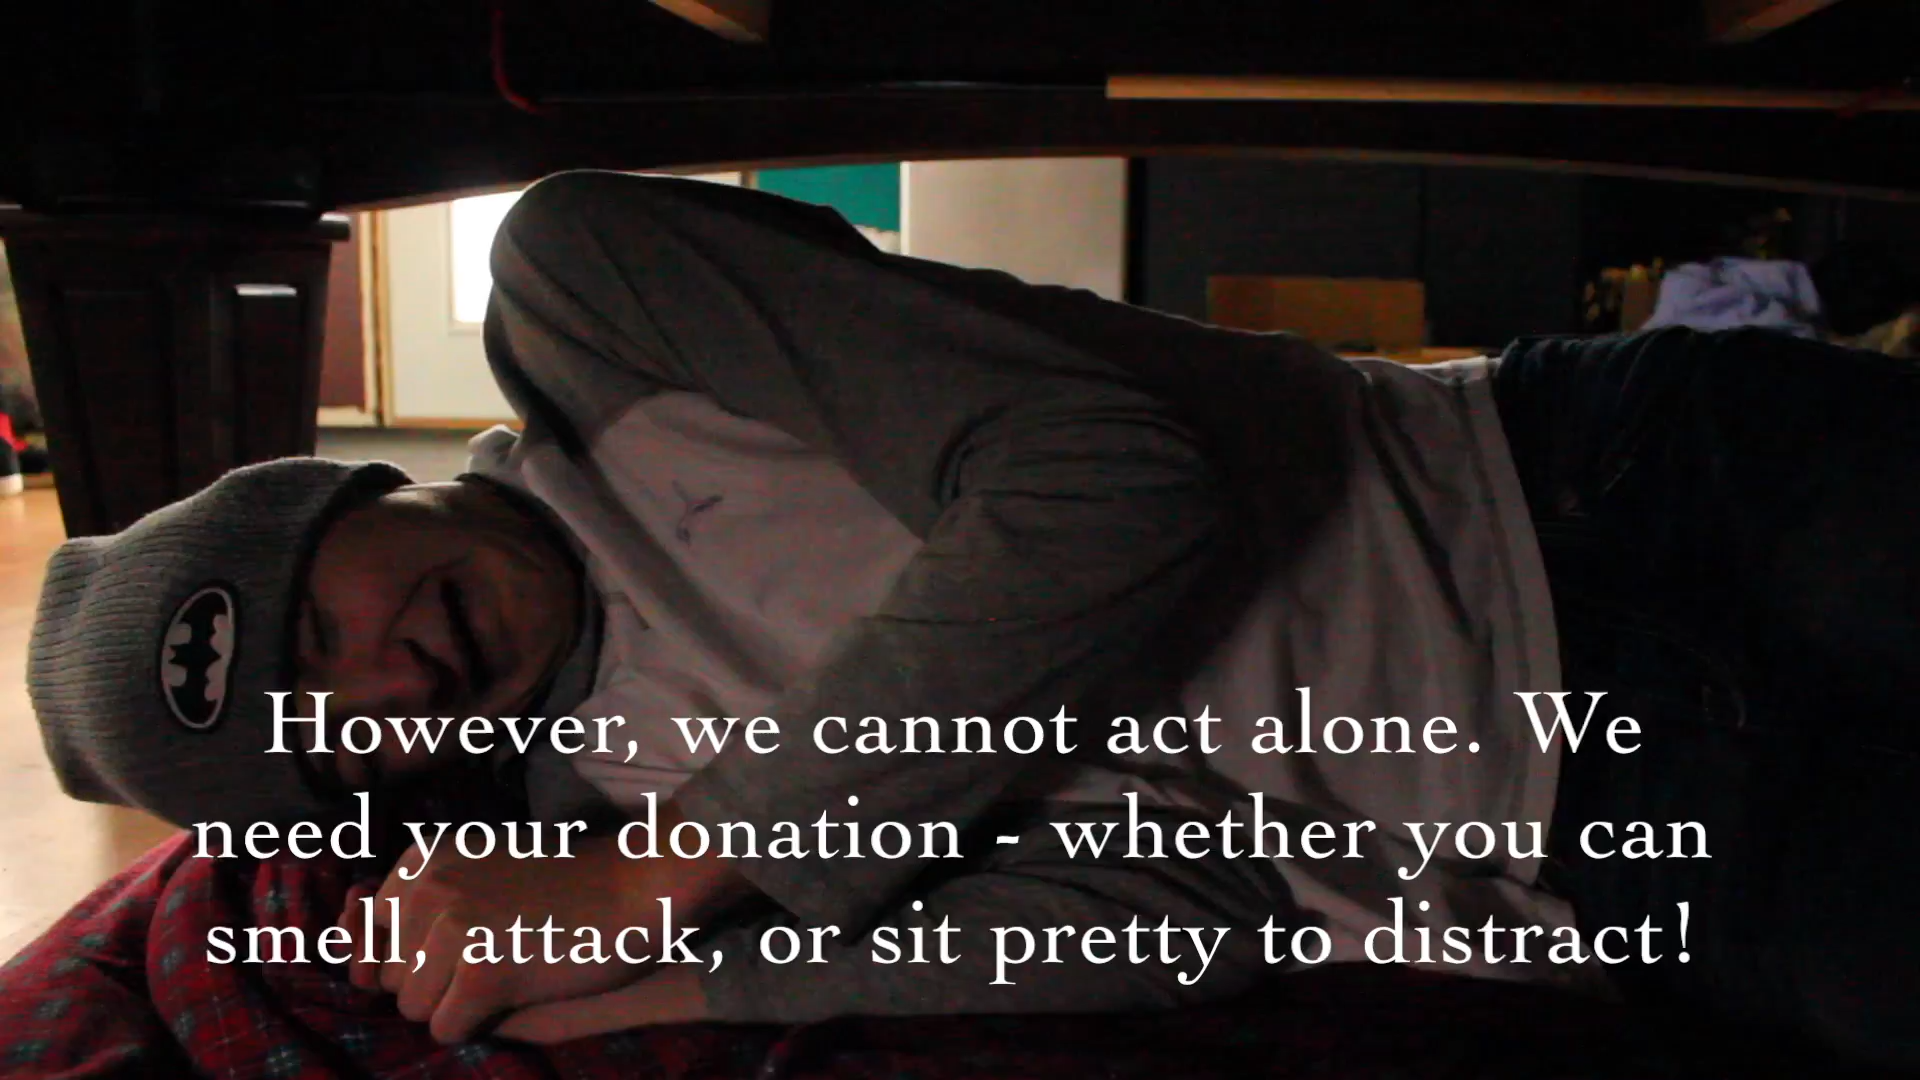 However, we cannot act alone. We
need your donation - whether you can
smell, attack, or sit pretty to distract!